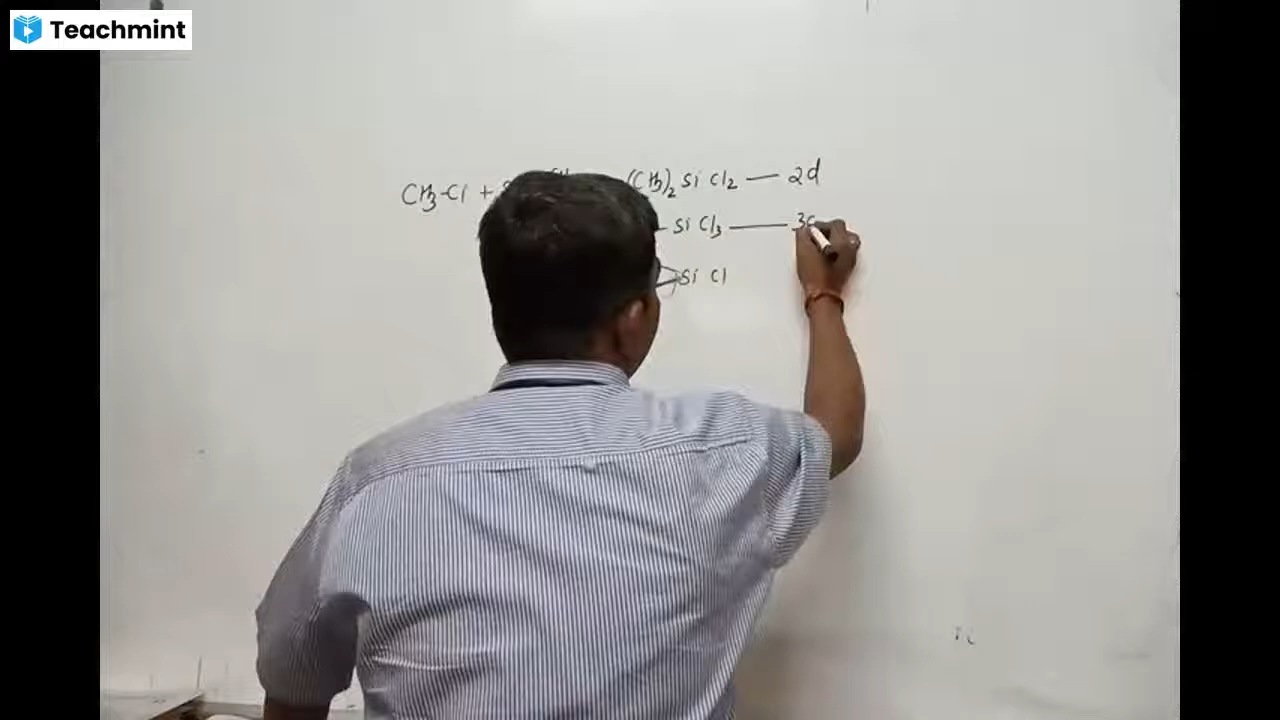 Teachmint
CH3-Cl + (CH3)2 Si Cl2 — 2d
Si Cl3 — 3
Si Cl